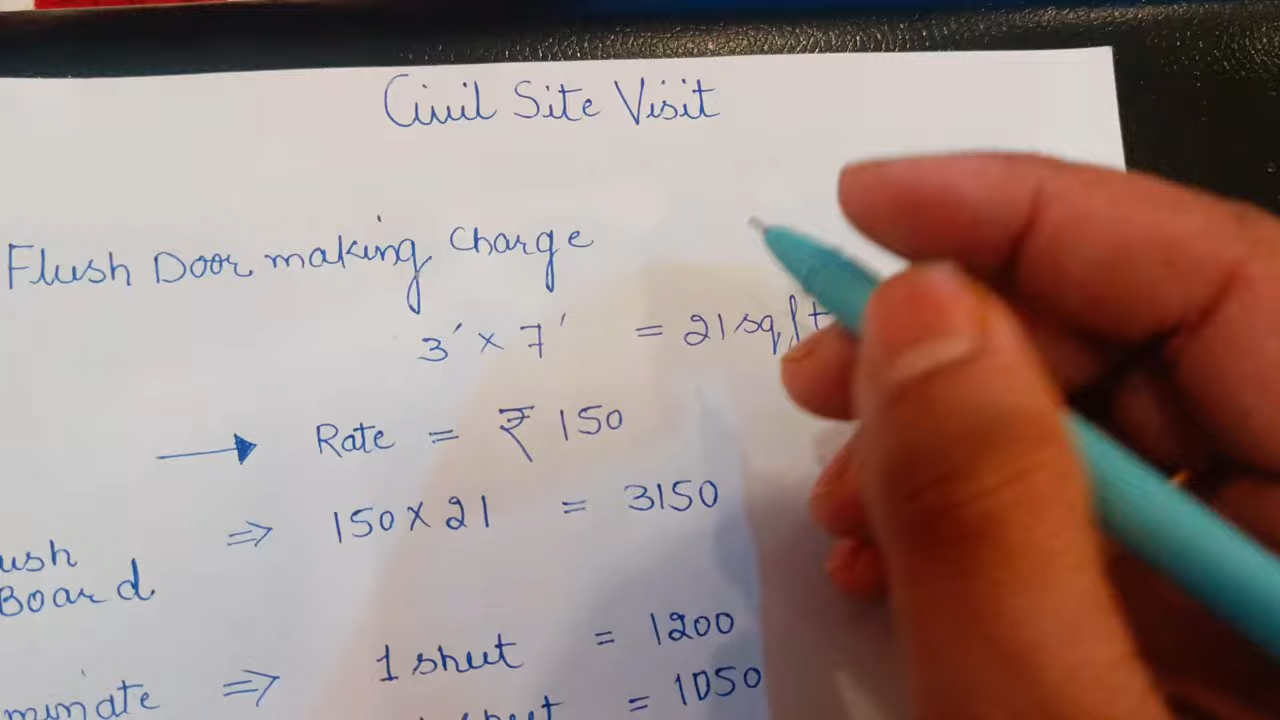 Civil Site Visit
Flush Door making charge
3' × 7' = 21 sqft
Rate = ₹ 150
ush Board ⇒ 150 × 21 = 3150
minate ⇒ 1 sheet = 1200
sheet = 1050